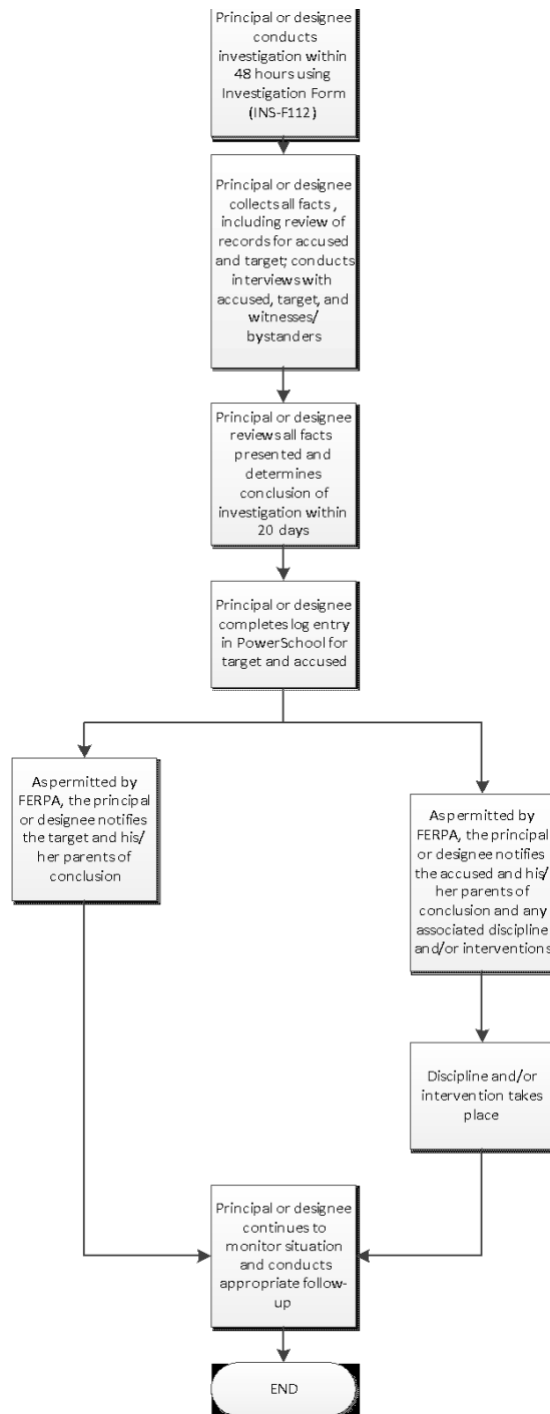 Principal or designee
conducts
investigation within
48 hours using
Investigation Form
(INS-F112)
Principal or designee
collects all facts ,
including review of
records for accused
and target; conducts
interviews with
accused, target, and
witnesses/
bystanders
Principal or designee
reviews all facts
presented and
determines
conclusion of
investigation within
20 days
Principal or designee
completes log entry
in PowerSchool for
target and accused
As permitted by
FERPA, the principal
or designee notifies
the target and his/
her parents of
conclusion
As permitted by
FERPA, the principal
or designee notifies
the accused and his/
her parents of
conclusion and any
associated discipline
and/or interventions
Discipline and/or
intervention takes
place
Principal or designee
continues to
monitor situation
and conducts
appropriate follow-
up
END